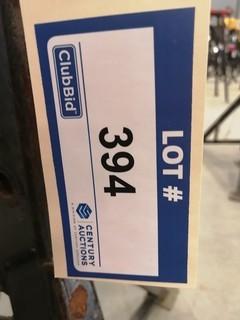 LOT #
394
ClubBid
CENTURY
AUCTIONS